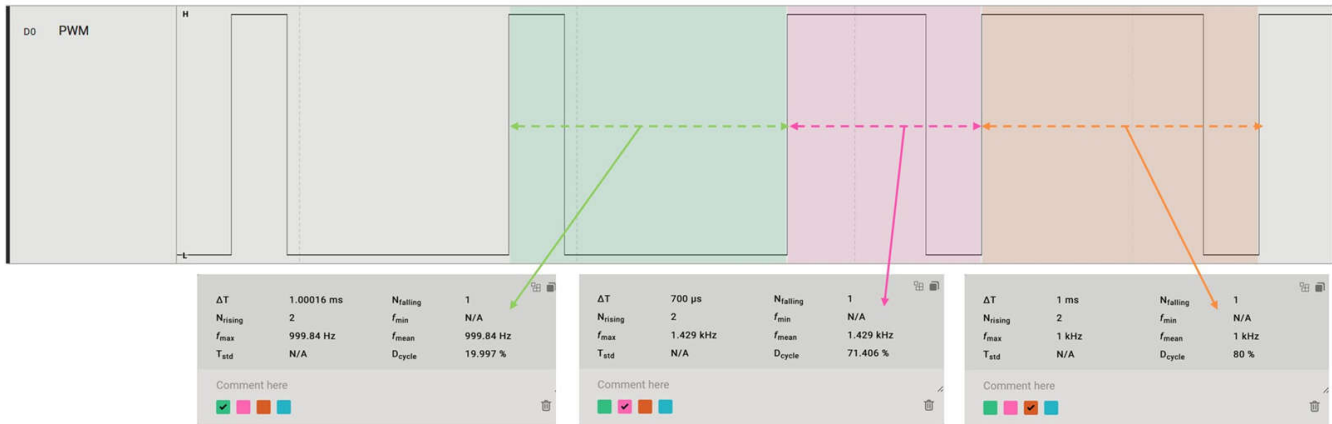 H
D0 PWM
L
ΔT 1.00016 ms Nfalling 1
Nrising 2 fmin N/A
fmax 999.84 Hz fmean 999.84 Hz
Tstd N/A Dcycle 19.997 %
Comment here
ΔT 700 μs Nfalling 1
Nrising 2 fmin N/A
fmax 1.429 kHz fmean 1.429 kHz
Tstd N/A Dcycle 71.406 %
Comment here
ΔT 1 ms Nfalling 1
Nrising 2 fmin N/A
fmax 1 kHz fmean 1 kHz
Tstd N/A Dcycle 80 %
Comment here